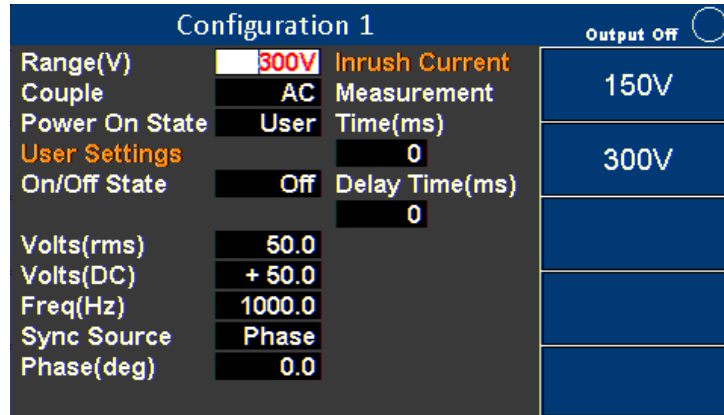 Configuration 1
Output Off
Range(V) 300V
Couple AC
Power On State User
User Settings
On/Off State Off
Volts(rms) 50.0
Volts(DC) + 50.0
Freq(Hz) 1000.0
Sync Source Phase
Phase(deg) 0.0
Inrush Current
Measurement
Time(ms)
0
Delay Time(ms)
0
150V
300V